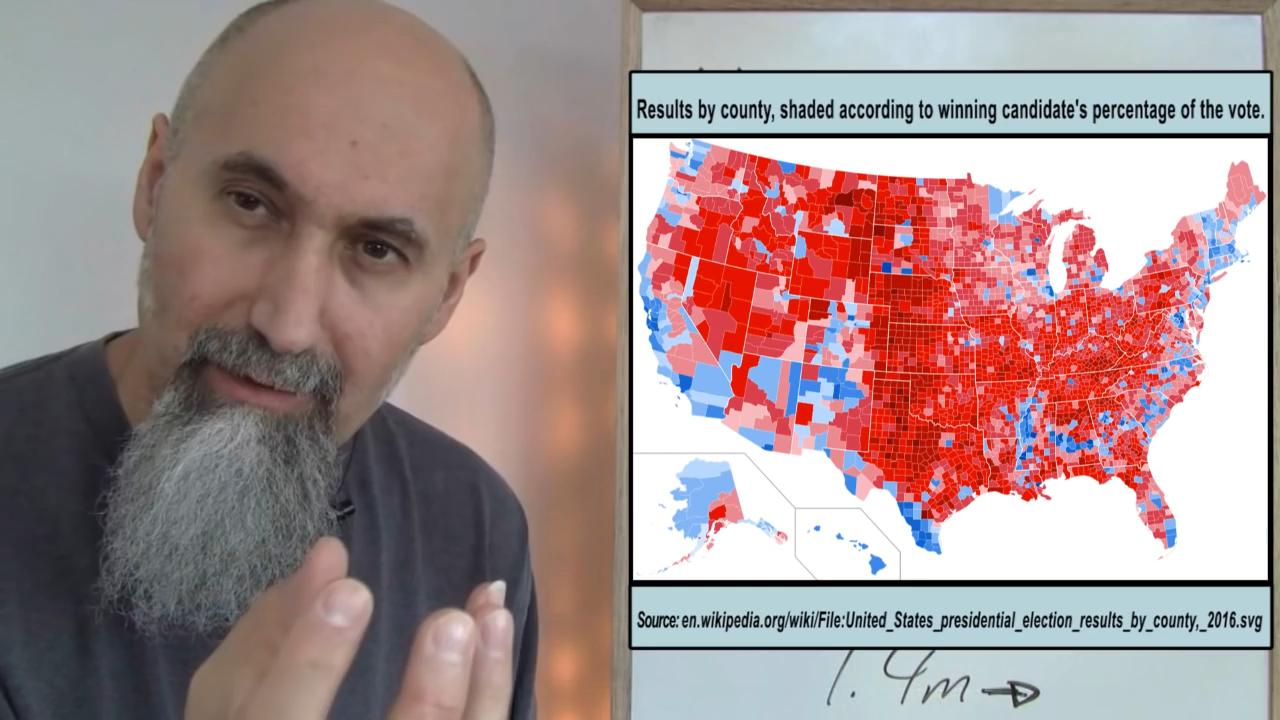 Results by county, shaded according to winning candidate's percentage of the vote.
Source: en.wikipedia.org/wiki/File:United_States_presidential_election_results_by_county,_2016.svg
1.4m →